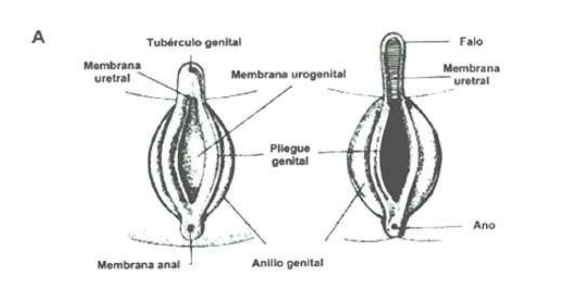 A
Tubérculo genital
Falo
Membrana
uretral
Membrana urogenital
Membrana
uretral
Pliegue
genital
Ano
Membrana anal
Anillo genital